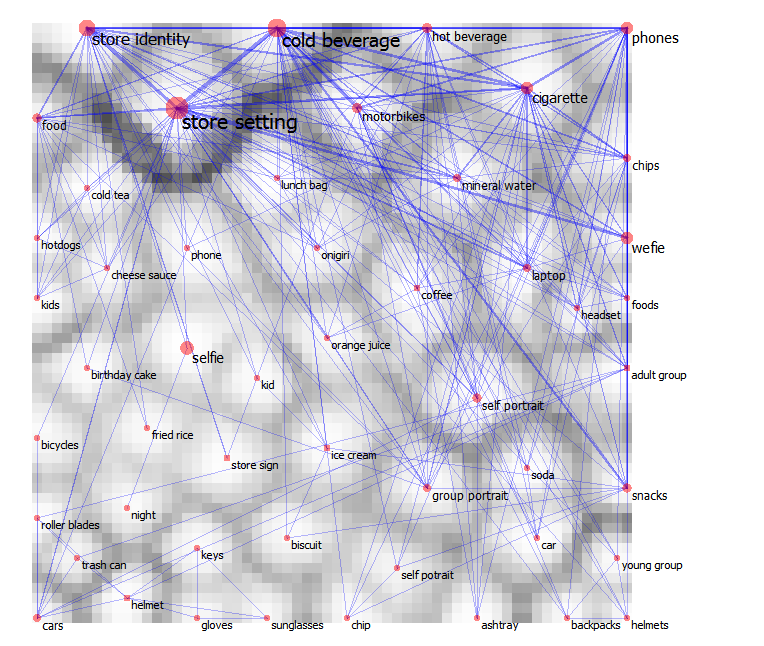 store identity
cold beverage
hot beverage
phones
cigarette
motorbikes
store setting
food
chips
lunch bag
mineral water
cold tea
hotdogs
phone
onigiri
wefie
cheese sauce
laptop
coffee
kids
foods
headset
orange juice
selfie
birthday cake
adult group
kid
self portrait
fried rice
bicycles
ice cream
store sign
soda
group portrait
snacks
night
roller blades
biscuit
car
keys
trash can
young group
self potrait
helmet
cars
gloves
sunglasses
chip
ashtray
backpacks
helmets